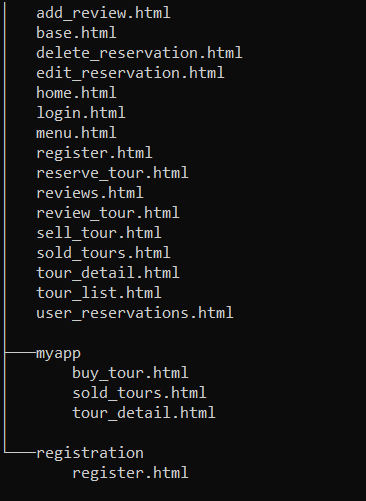 add_review.html
base.html
delete_reservation.html
edit_reservation.html
home.html
login.html
menu.html
register.html
reserve_tour.html
reviews.html
review_tour.html
sell_tour.html
sold_tours.html
tour_detail.html
tour_list.html
user_reservations.html
myapp
buy_tour.html
sold_tours.html
tour_detail.html
registration
register.html